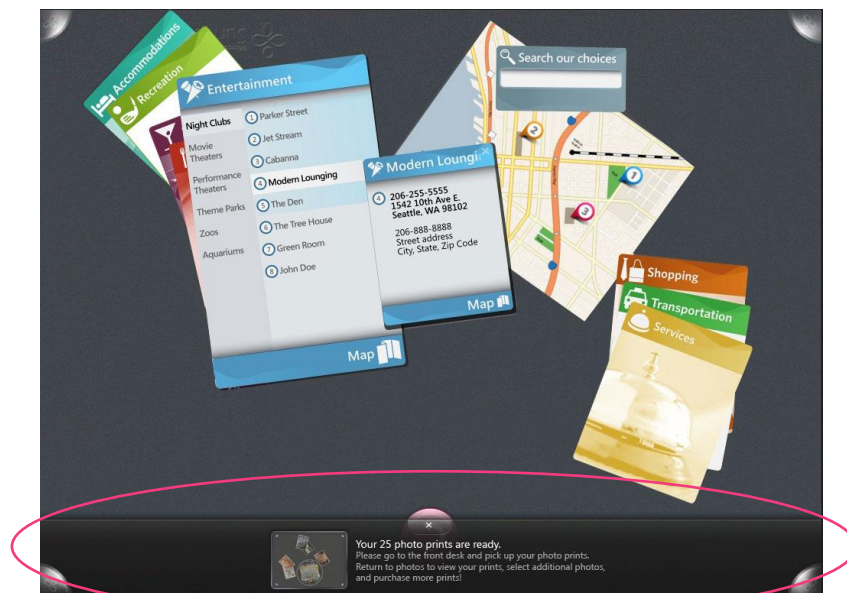 Accommodations
Recreation
Entertainment
Night Clubs
Movie
Theaters
Performance
Theaters
Theme Parks
Zoos
Aquariums
1 Parker Street
2 Jet Stream
3 Cabanna
4 Modern Lounging
5 The Den
6 The Tree House
7 Green Room
8 John Doe
Map
Modern Loungi
4 206-255-5555
1542 10th Ave E.
Seattle, WA 98102
206-888-8888
Street address
City, State, Zip Code
Map
Search our choices
2
1
3
Shopping
Transportation
Services
Your 25 photo prints are ready.
Please go to the front desk and pick up your photo prints.
Return to photos to view your prints, select additional photos,
and purchase more prints!